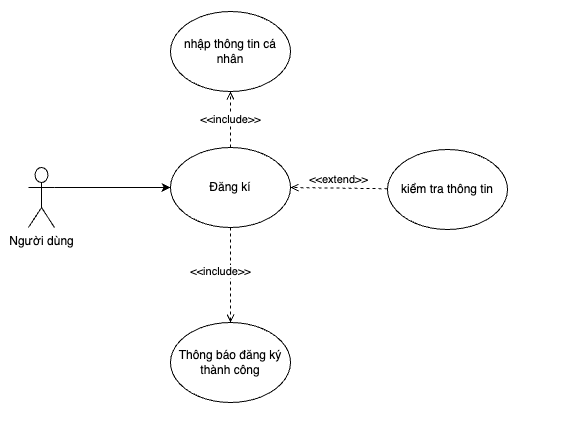 nhập thông tin cá
nhân
<<include>>
Đăng kí
<<extend>>
kiểm tra thông tin
Người dùng
<<include>>
Thông báo đăng ký
thành công